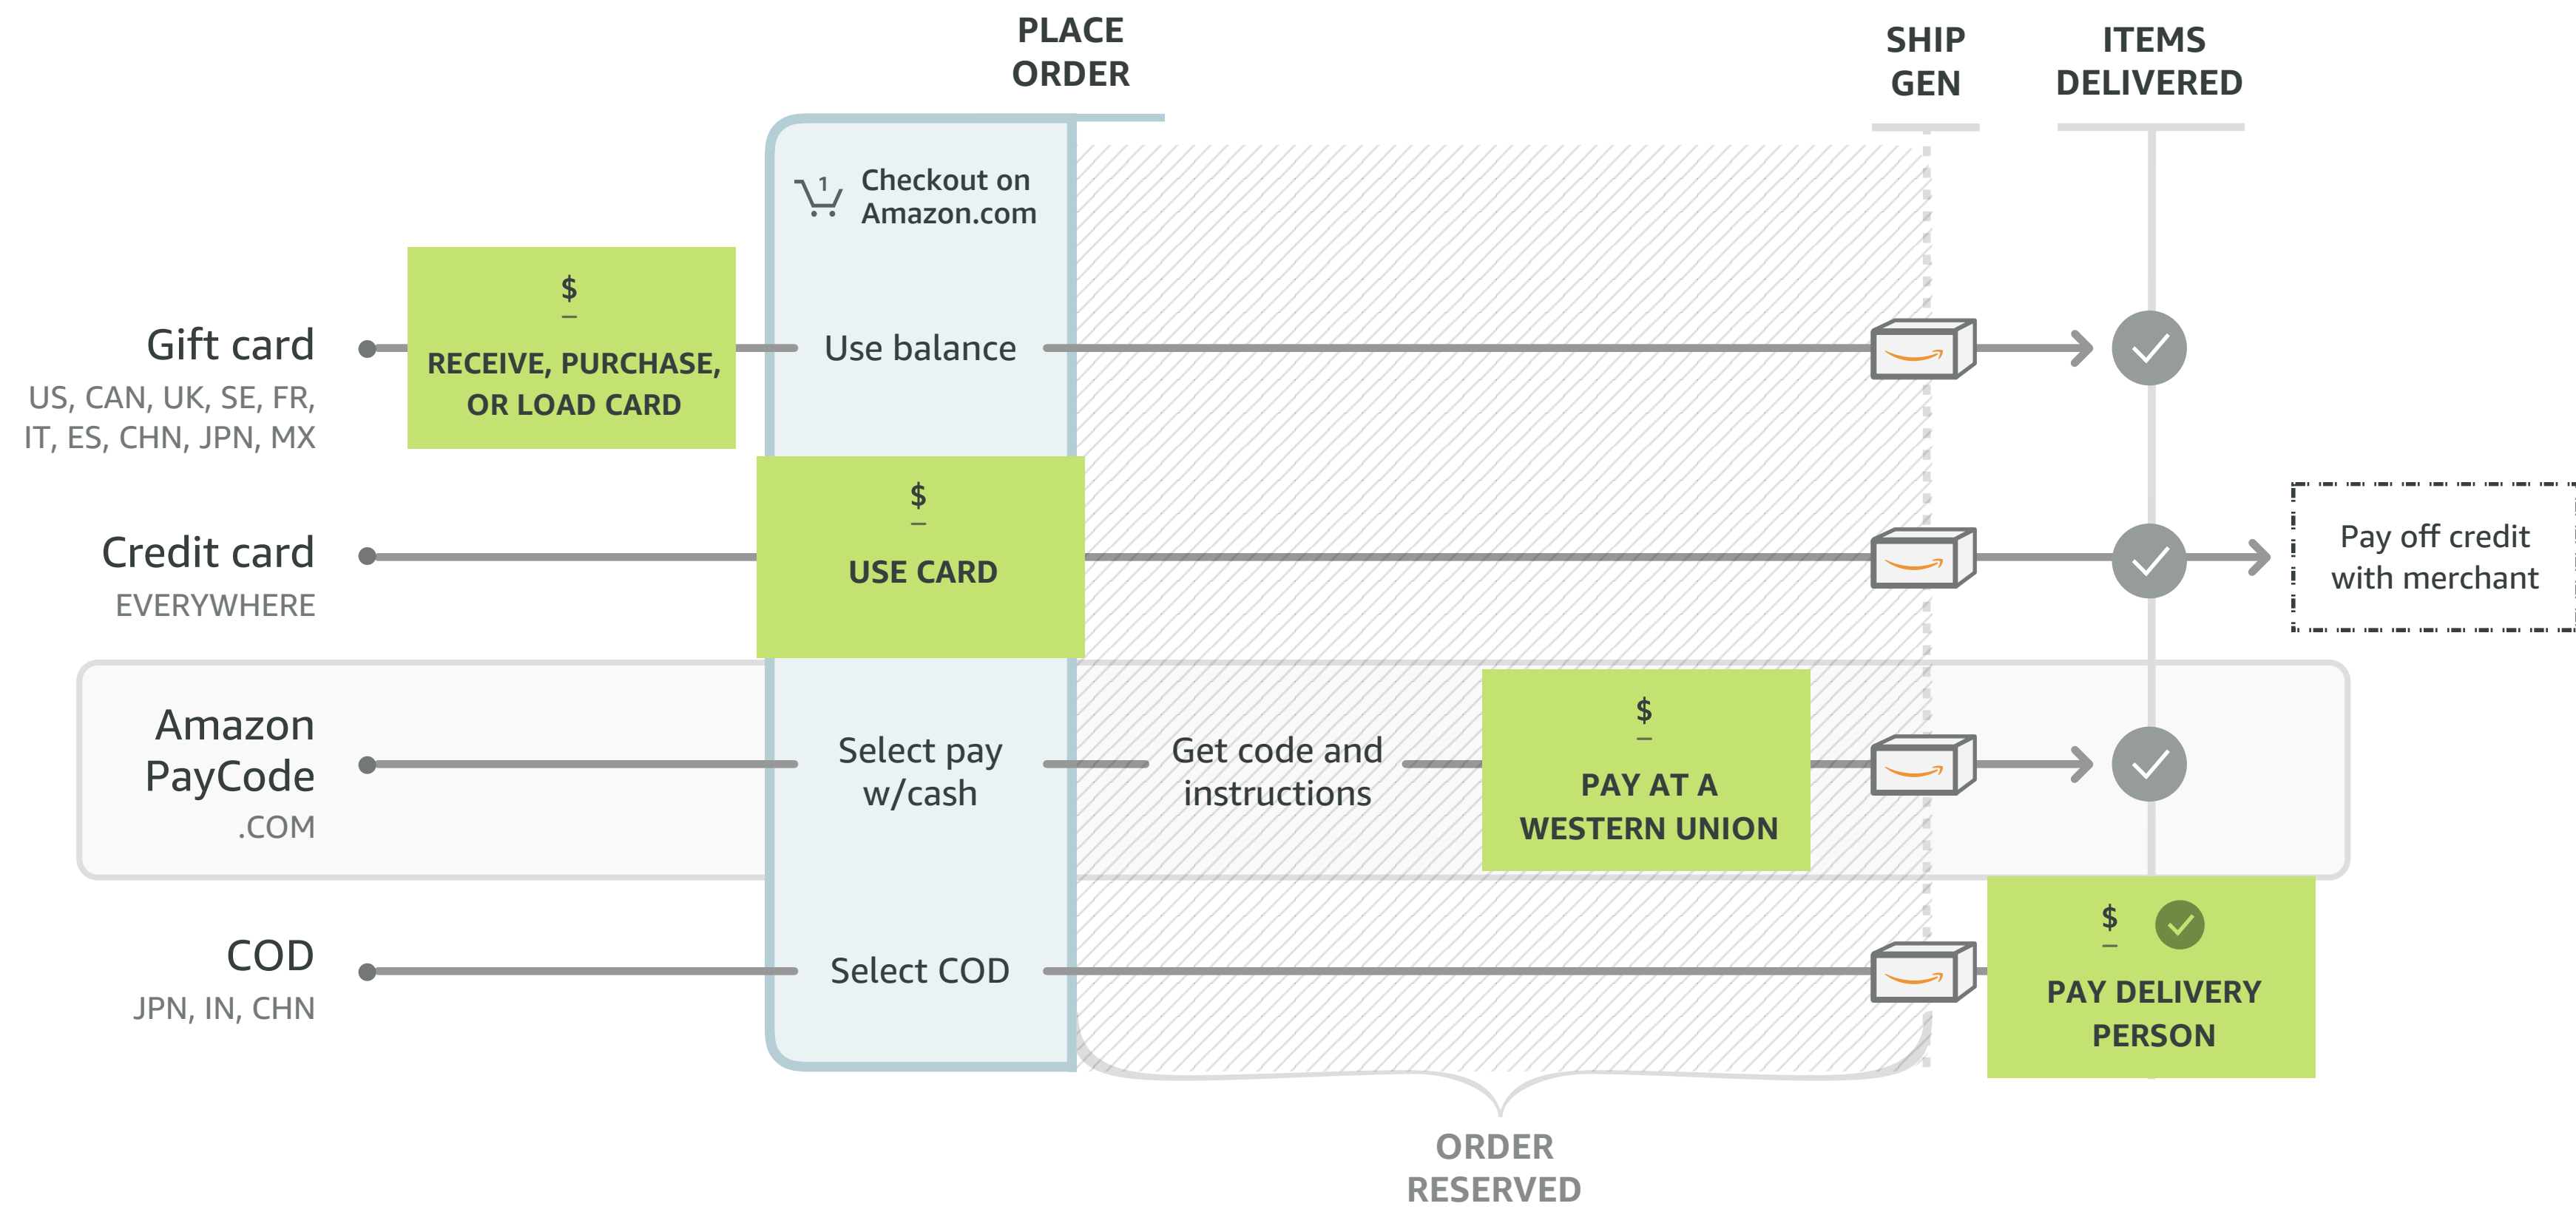 PLACE
ORDER
SHIP
GEN
ITEMS
DELIVERED
1
Checkout on
Amazon.com
Gift card
US, CAN, UK, SE, FR,
IT, ES, CHN, JPN, MX
$
RECEIVE, PURCHASE,
OR LOAD CARD
Use balance
Credit card
EVERYWHERE
$
USE CARD
Pay off credit
with merchant
Amazon
PayCode
.COM
Select pay
w/cash
Get code and
instructions
$
PAY AT A
WESTERN UNION
COD
JPN, IN, CHN
Select COD
$
PAY DELIVERY
PERSON
ORDER
RESERVED